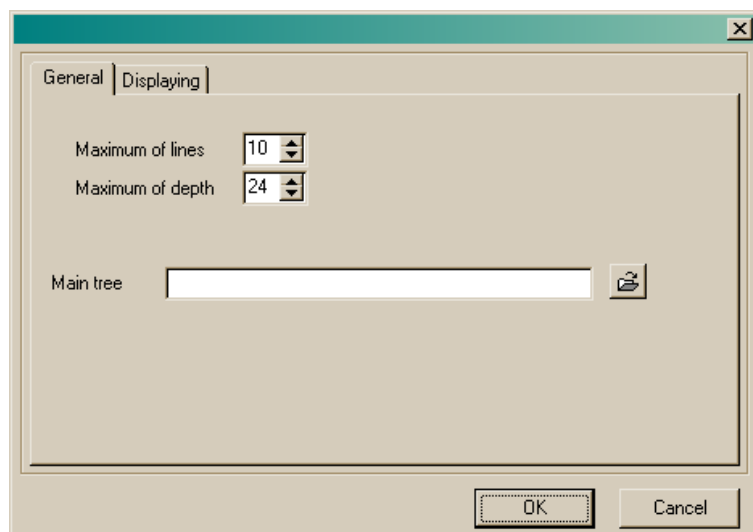 General Displaying
Maximum of lines 10
Maximum of depth 24
Main tree
OK Cancel